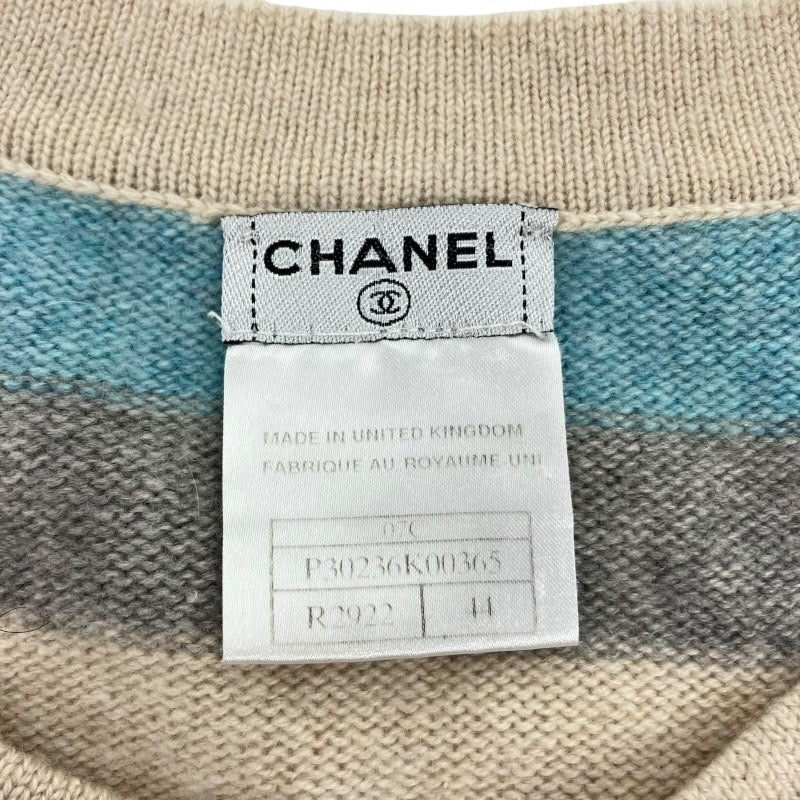 CHANEL
MADE IN UNITED KINGDOM
FABRIQUE AU ROYAUME-UNI
07C
P30236K00365
R2922 44